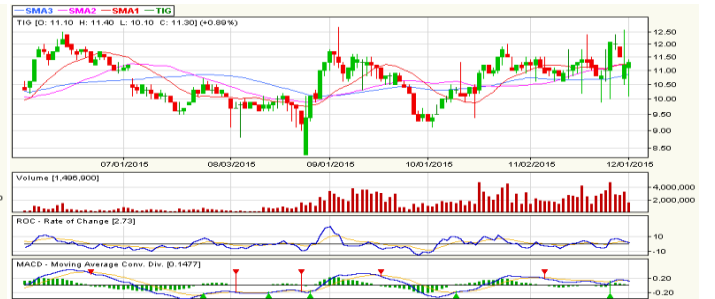 SMA3 SMA2 SMA1 TIG
TIG [O: 11.10 H: 11.40 L: 10.10 C: 11.30] (+0.89%)
12.50
12.00
11.50
11.00
10.50
10.00
9.50
9.00
8.50
07/01/2015 08/03/2015 09/01/2015 10/01/2015 11/02/2015 12/01/2015
Volume [1,496,900]
4,000,000
2,000,000
ROC - Rate of Change [2.73]
10
-10
MACD - Moving Average Conv. Div. [0.1477]
0.20
-0.20